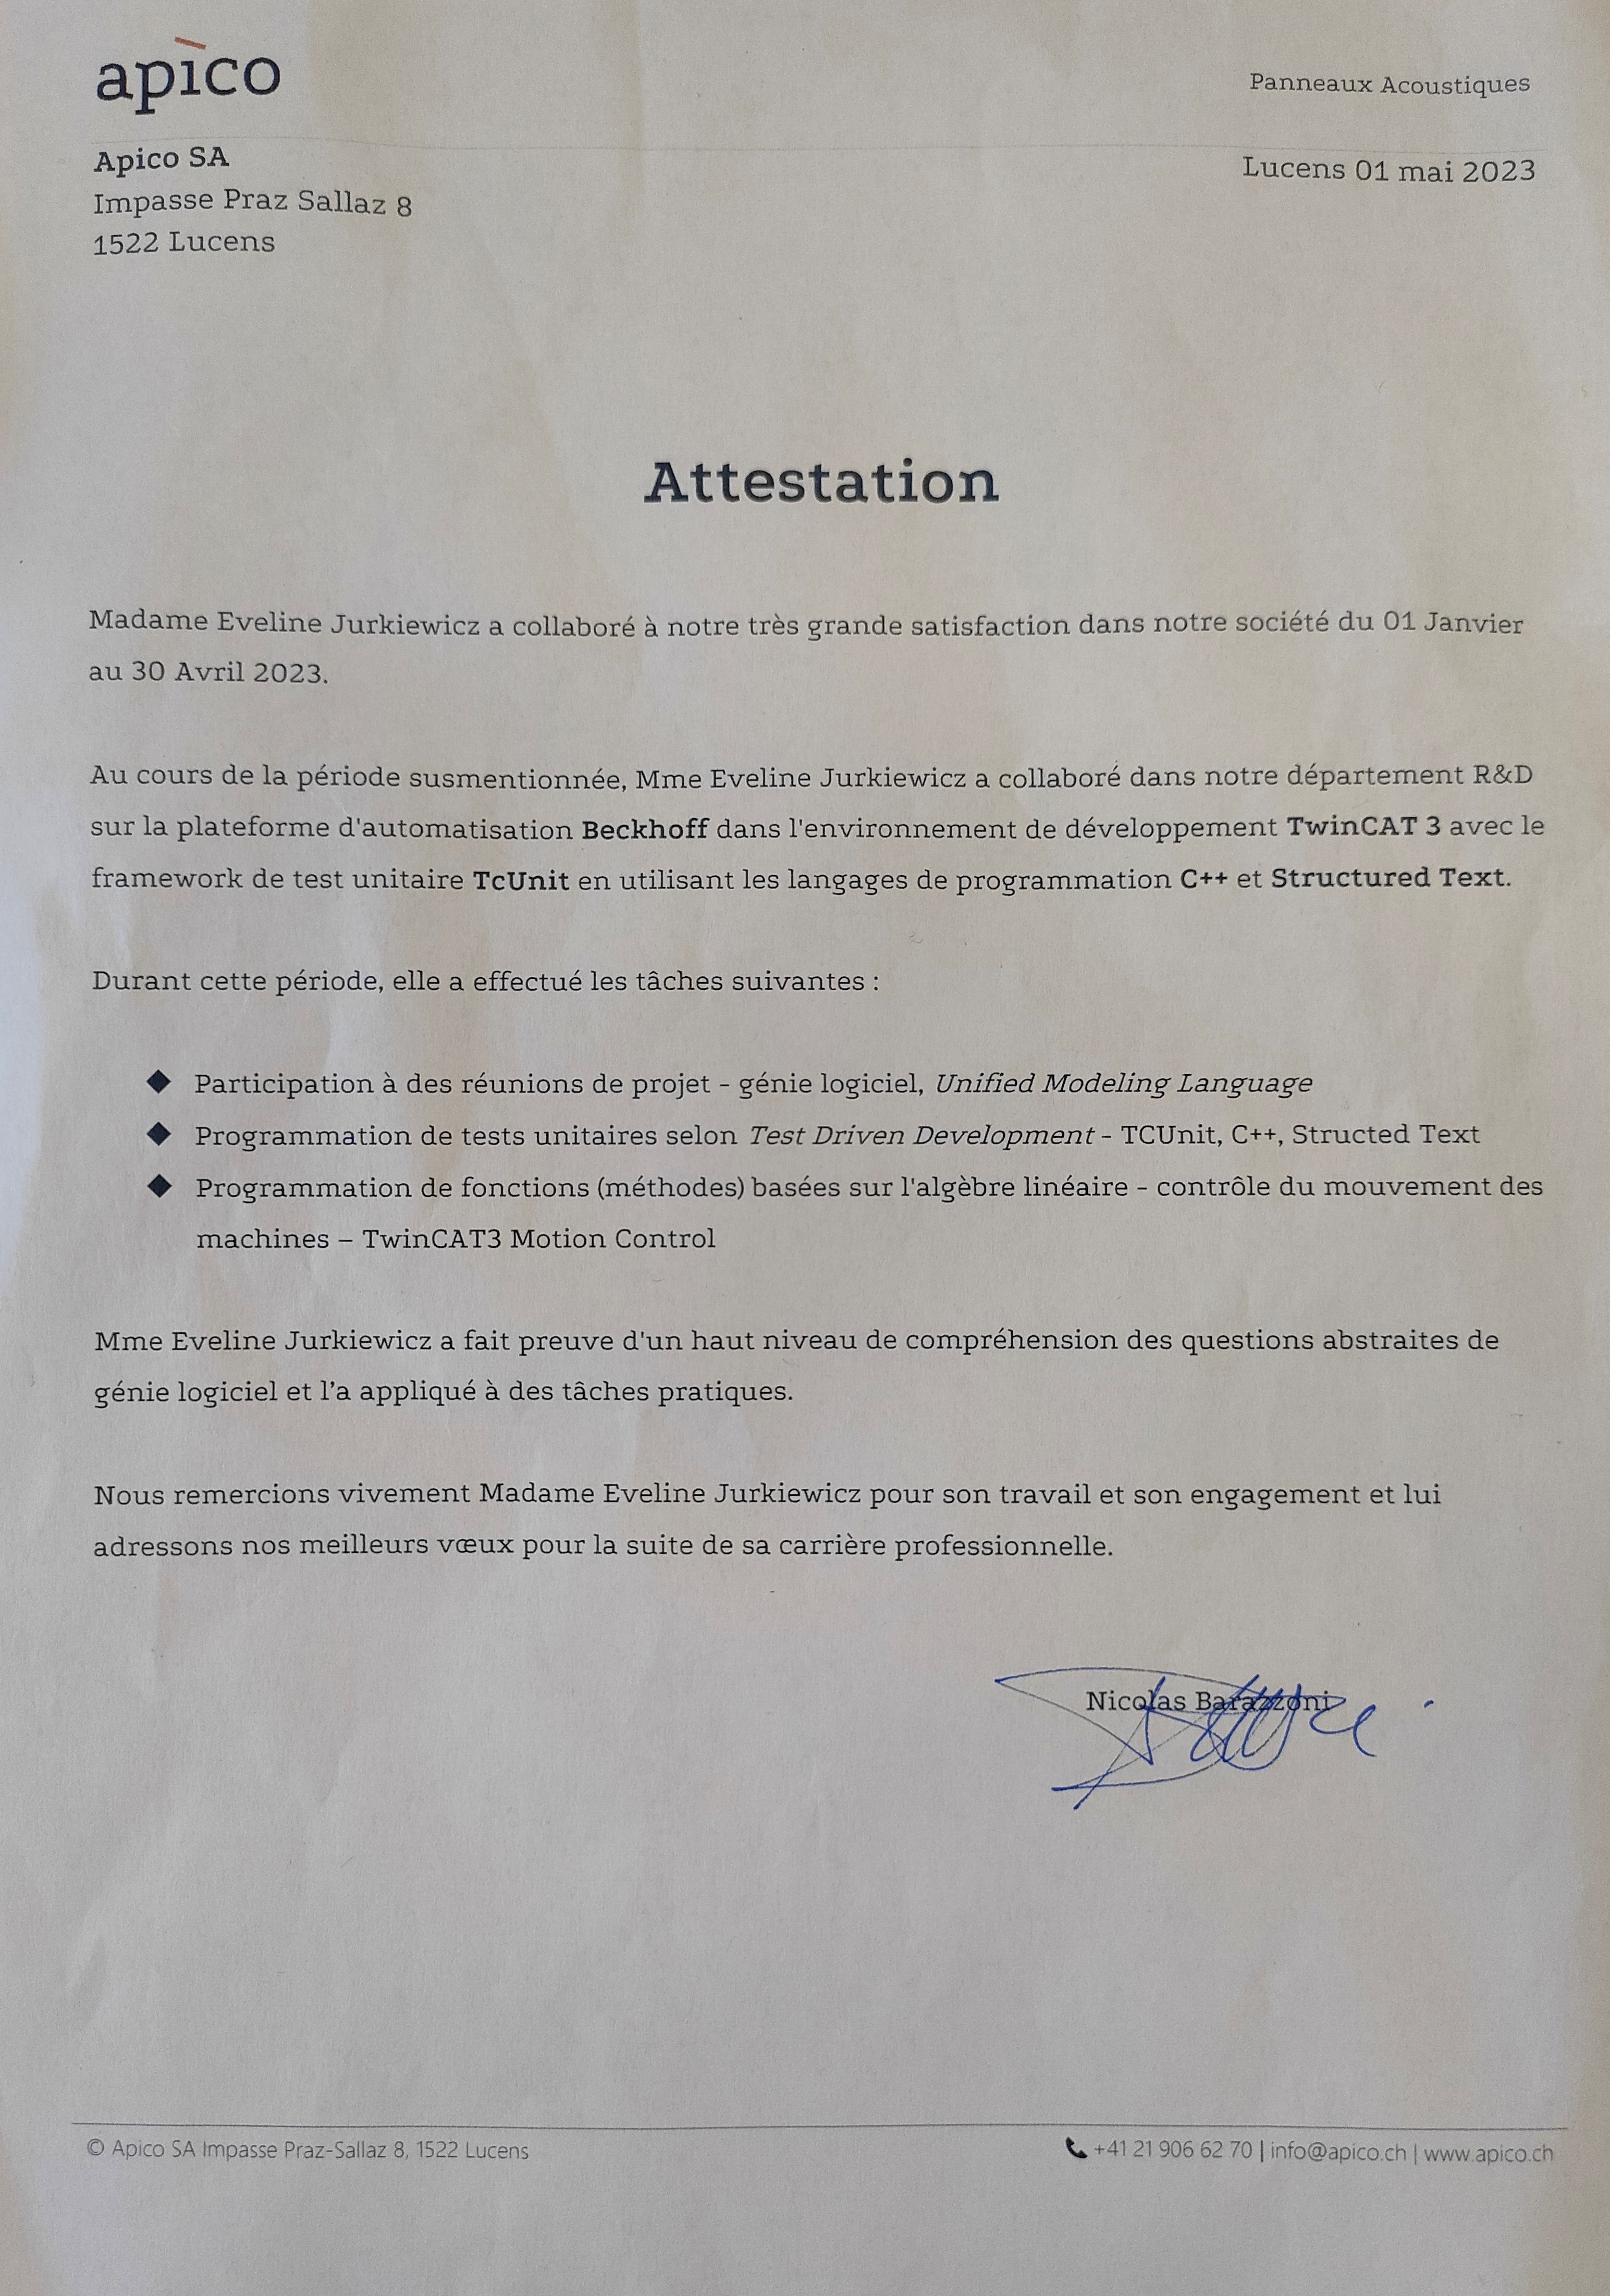 apico
Panneaux Acoustiques
Apico SA
Lucens 01 mai 2023
Impasse Praz Sallaz 8
1522 Lucens
Attestation
Madame Eveline Jurkiewicz a collaboré à notre très grande satisfaction dans notre société du 01 Janvier
au 30 Avril 2023.
Au cours de la période susmentionnée, Mme Eveline Jurkiewicz a collaboré dans notre département R&D
sur la plateforme d'automatisation Beckhoff dans l'environnement de développement TwinCAT 3 avec le
framework de test unitaire TcUnit en utilisant les langages de programmation C++ et Structured Text.
Durant cette période, elle a effectué les tâches suivantes :
◆ Participation à des réunions de projet - génie logiciel, Unified Modeling Language
◆ Programmation de tests unitaires selon Test Driven Development - TCUnit, C++, Structed Text
◆ Programmation de fonctions (méthodes) basées sur l'algèbre linéaire - contrôle du mouvement des
machines – TwinCAT3 Motion Control
Mme Eveline Jurkiewicz a fait preuve d'un haut niveau de compréhension des questions abstraites de
génie logiciel et l’a appliqué à des tâches pratiques.
Nous remercions vivement Madame Eveline Jurkiewicz pour son travail et son engagement et lui
adressons nos meilleurs vœux pour la suite de sa carrière professionnelle.
Nicolas Barazzoni
© Apico SA Impasse Praz-Sallaz 8, 1522 Lucens
+41 21 906 62 70 | info@apico.ch | www.apico.ch